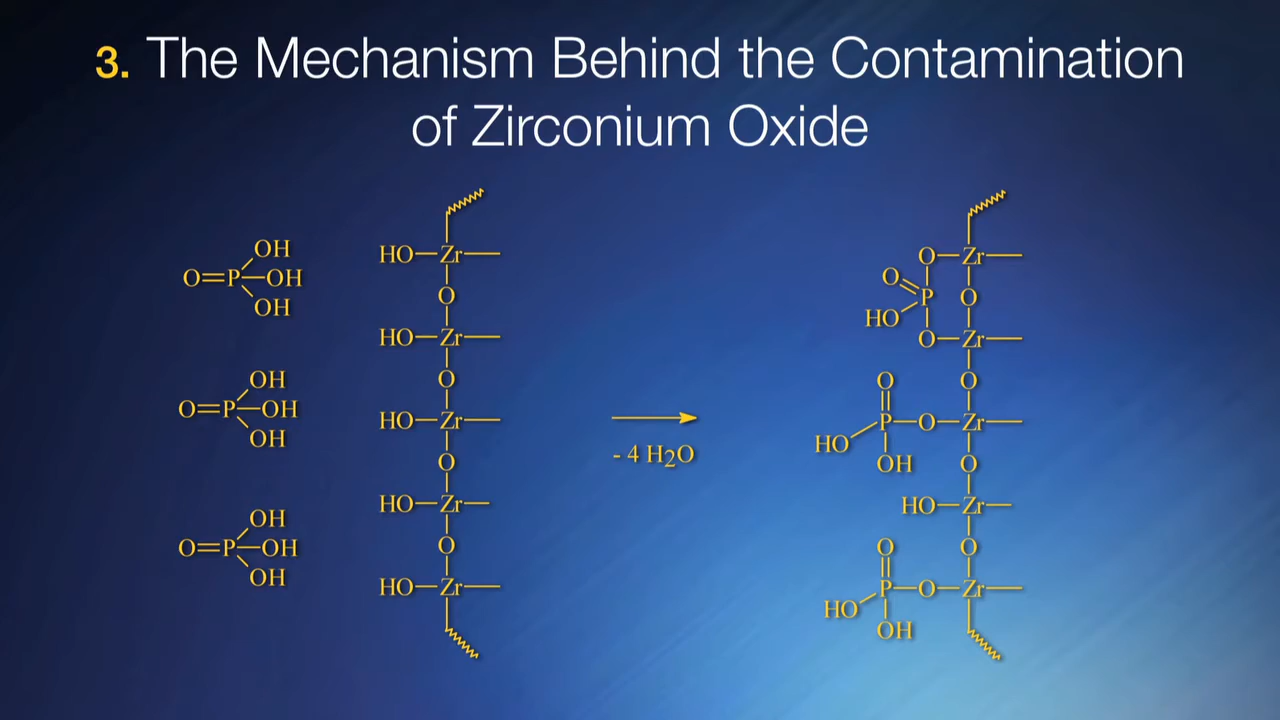 3. The Mechanism Behind the Contamination
of Zirconium Oxide
OH
O=P—OH
OH
OH
O=P—OH
OH
OH
O=P—OH
OH
HO—Zr—
O
HO—Zr—
O
HO—Zr—
O
HO—Zr—
O
HO—Zr—
- 4 H2O
O—Zr—
O
P
O
HO
O—Zr—
O
O
P—O—Zr—
HO
OH
O
HO—Zr—
O
O
P—O—Zr—
HO
OH